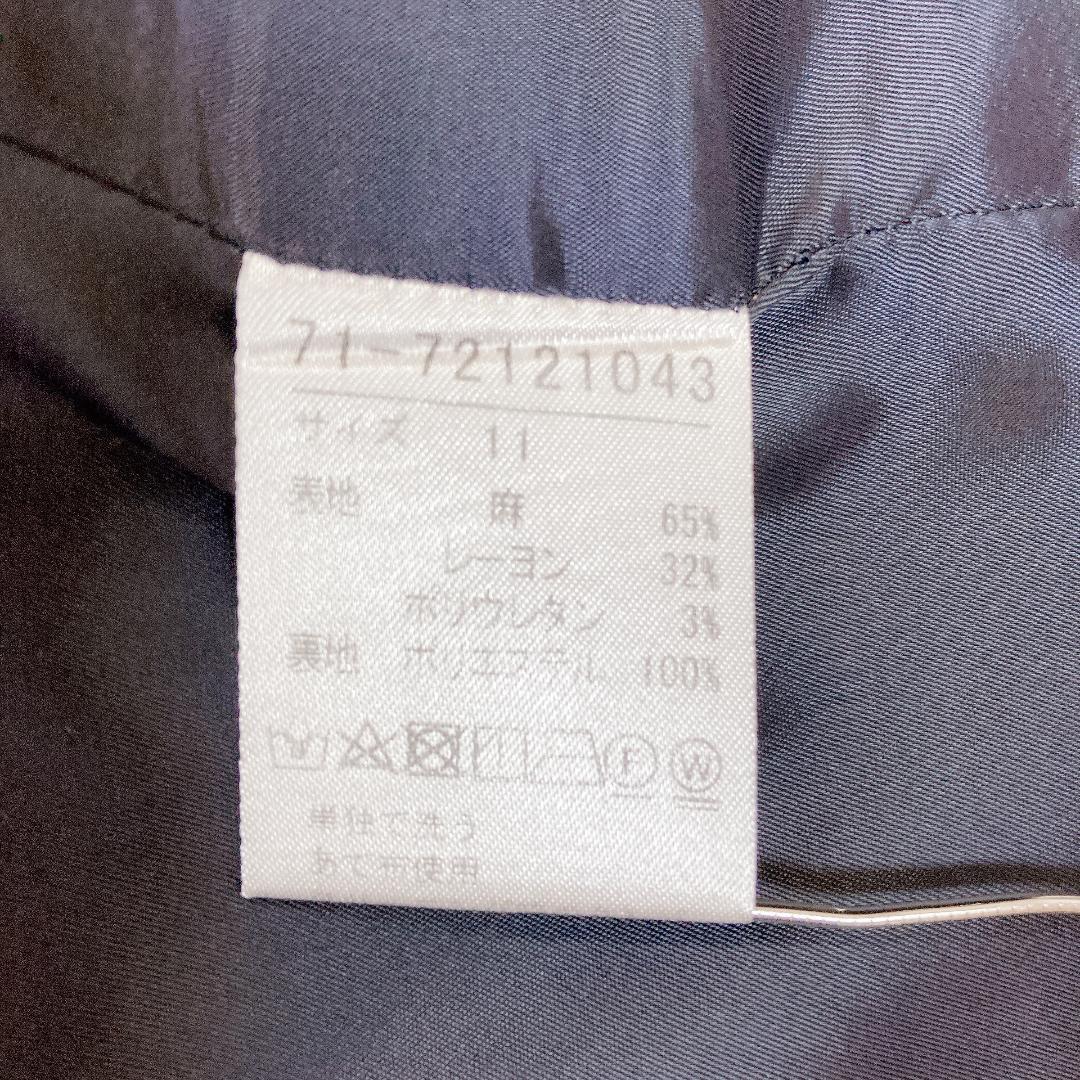 71-72121043
サイズ 11
表地 麻 65%
レーヨン 32%
ポリウレタン 3%
裏地 ポリエステル 100%
F W
単独で洗う
あて布使用